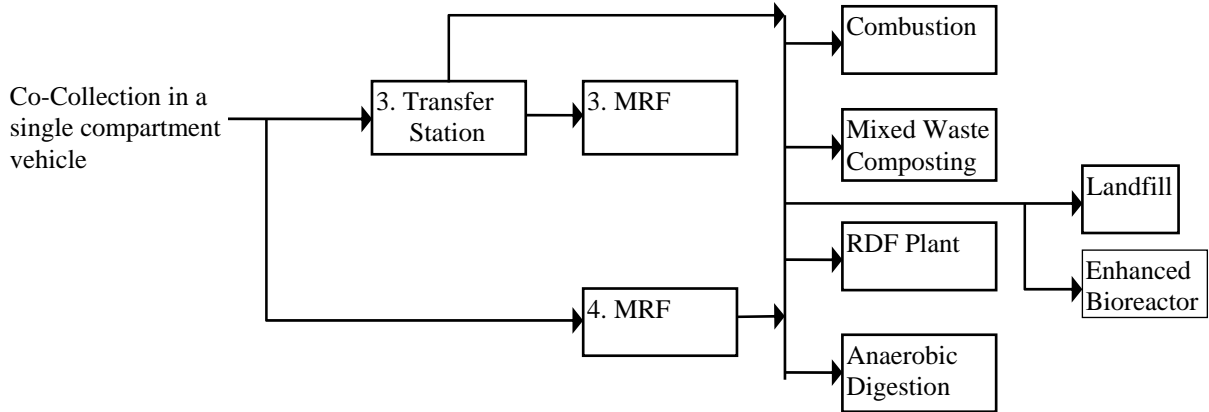 Co-Collection in a
single compartment
vehicle
3. Transfer
Station
3. MRF
4. MRF
Combustion
Mixed Waste
Composting
RDF Plant
Anaerobic
Digestion
Landfill
Enhanced
Bioreactor